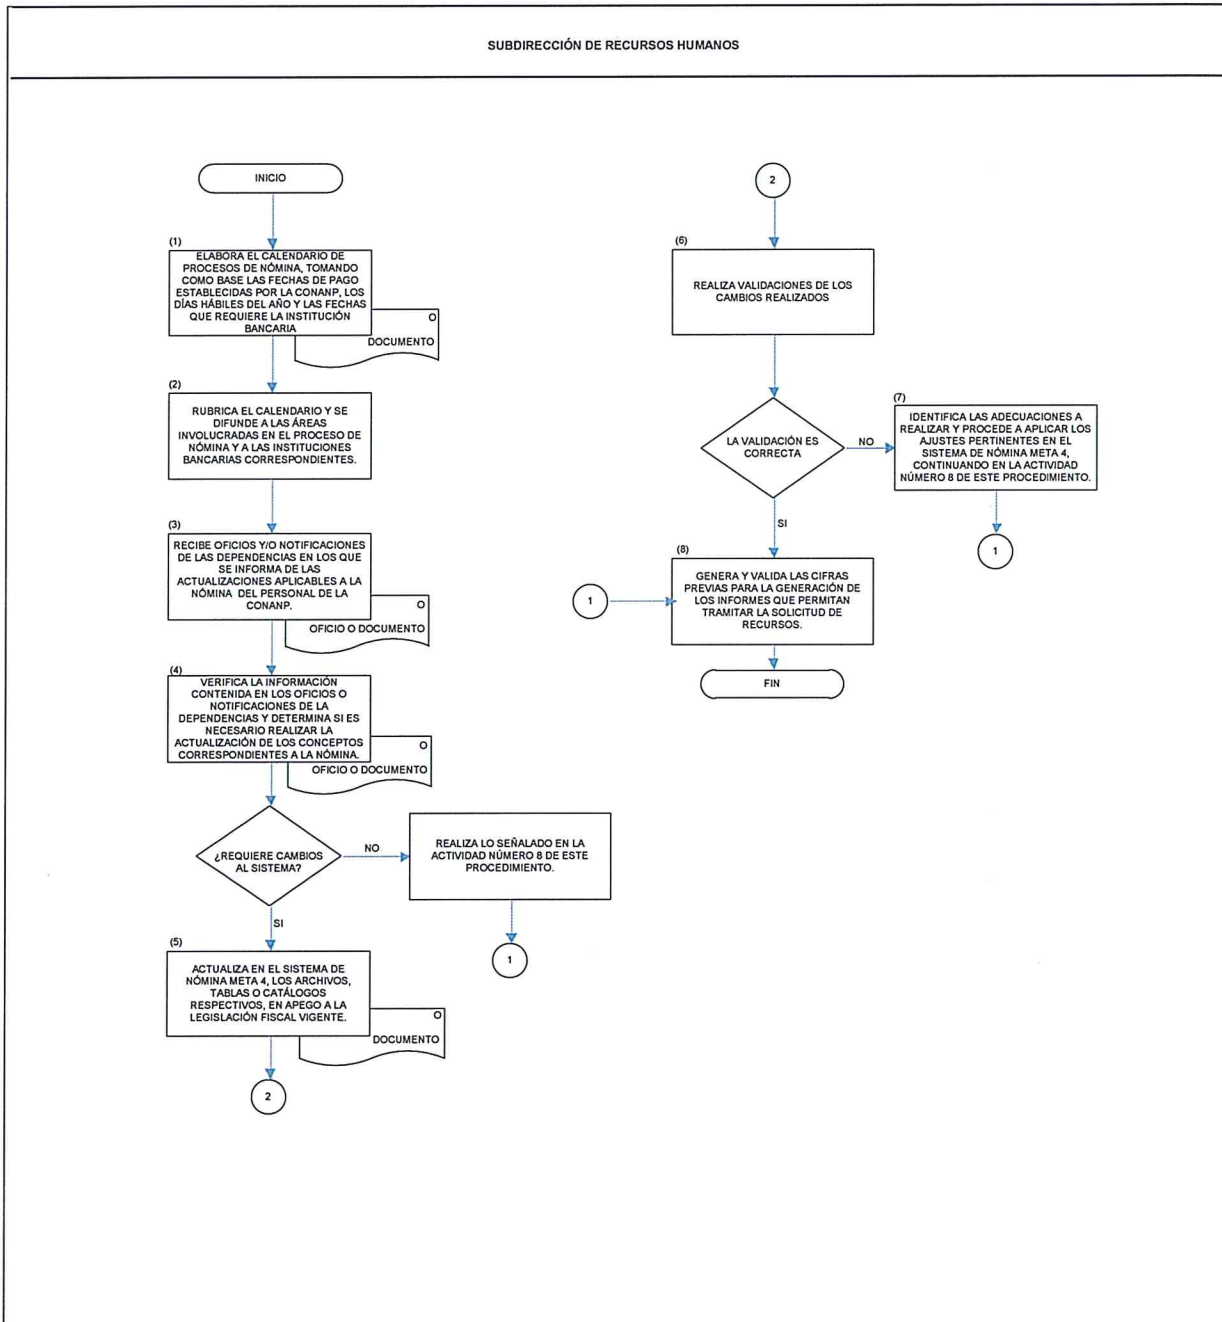 SUBDIRECCIÓN DE RECURSOS HUMANOS
INICIO
(1)
ELABORA EL CALENDARIO DE
PROCESOS DE NÓMINA, TOMANDO
COMO BASE LAS FECHAS DE PAGO
ESTABLECIDAS POR LA CONANP, LOS
DÍAS HÁBILES DEL AÑO Y LAS FECHAS
QUE REQUIERE LA INSTITUCIÓN
BANCARIA
O
DOCUMENTO
(2)
RUBRICA EL CALENDARIO Y SE
DIFUNDE A LAS ÁREAS
INVOLUCRADAS EN EL PROCESO DE
NÓMINA Y A LAS INSTITUCIONES
BANCARIAS CORRESPONDIENTES.
(3)
RECIBE OFICIOS Y/O NOTIFICACIONES
DE LAS DEPENDENCIAS EN LOS QUE
SE INFORMA DE LAS
ACTUALIZACIONES APLICABLES A LA
NÓMINA DEL PERSONAL DE LA
CONANP.
O
OFICIO O DOCUMENTO
(4)
VERIFICA LA INFORMACIÓN
CONTENIDA EN LOS OFICIOS O
NOTIFICACIONES DE LA
DEPENDENCIAS Y DETERMINA SI ES
NECESARIO REALIZAR LA
ACTUALIZACIÓN DE LOS CONCEPTOS
CORRESPONDIENTES A LA NÓMINA.
O
OFICIO O DOCUMENTO
¿REQUIERE CAMBIOS
AL SISTEMA?
NO
REALIZA LO SEÑALADO EN LA
ACTIVIDAD NÚMERO 8 DE ESTE
PROCEDIMIENTO.
1
SI
(5)
ACTUALIZA EN EL SISTEMA DE
NÓMINA META 4, LOS ARCHIVOS,
TABLAS O CATÁLOGOS
RESPECTIVOS, EN APEGO A LA
LEGISLACIÓN FISCAL VIGENTE.
O
DOCUMENTO
2
2
(6)
REALIZA VALIDACIONES DE LOS
CAMBIOS REALIZADOS
LA VALIDACIÓN ES
CORRECTA
NO
(7)
IDENTIFICA LAS ADECUACIONES A
REALIZAR Y PROCEDE A APLICAR LOS
AJUSTES PERTINENTES EN EL
SISTEMA DE NÓMINA META 4,
CONTINUANDO EN LA ACTIVIDAD
NÚMERO 8 DE ESTE PROCEDIMIENTO.
1
SI
(8)
GENERA Y VALIDA LAS CIFRAS
PREVIAS PARA LA GENERACIÓN DE
LOS INFORMES QUE PERMITAN
TRAMITAR LA SOLICITUD DE
RECURSOS.
1
FIN